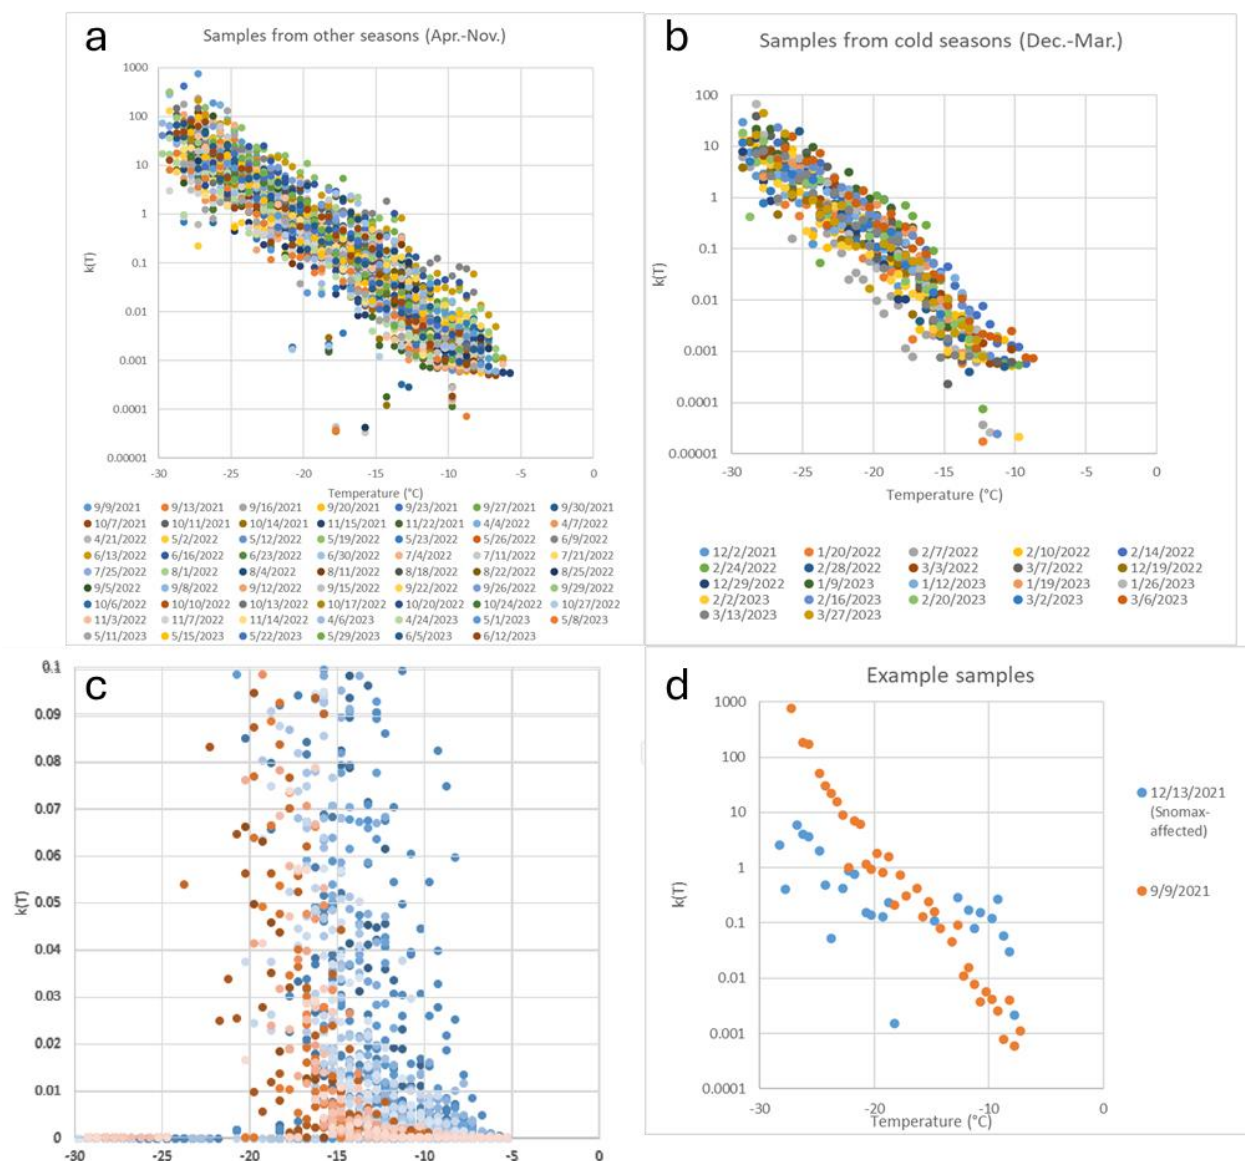 a
Samples from other seasons (Apr.-Nov.)
1000
100
10
1
0.1
0.01
0.001
0.0001
0.00001
k(T)
-30 -25 -20 -15 -10 -5 0
Temperature (°C)
9/9/2021 9/13/2021 9/16/2021 9/20/2021 9/23/2021 9/27/2021 9/30/2021
10/7/2021 10/11/2021 10/14/2021 11/15/2021 11/22/2021 4/4/2022 4/7/2022
4/21/2022 5/2/2022 5/12/2022 5/19/2022 5/23/2022 5/26/2022 6/9/2022
6/13/2022 6/16/2022 6/23/2022 6/30/2022 7/4/2022 7/11/2022 7/21/2022
7/25/2022 8/1/2022 8/4/2022 8/11/2022 8/18/2022 8/22/2022 8/25/2022
9/5/2022 9/8/2022 9/12/2022 9/15/2022 9/22/2022 9/26/2022 9/29/2022
10/6/2022 10/10/2022 10/13/2022 10/17/2022 10/20/2022 10/24/2022 10/27/2022
11/3/2022 11/7/2022 11/14/2022 4/6/2023 4/24/2023 5/1/2023 5/8/2023
5/11/2023 5/15/2023 5/22/2023 5/29/2023 6/5/2023 6/12/2023
b
Samples from cold seasons (Dec.-Mar.)
100
10
1
0.1
0.01
0.001
0.0001
0.00001
k(T)
-30 -25 -20 -15 -10 -5 0
Temperature (°C)
12/2/2021 1/20/2022 2/7/2022 2/10/2022 2/14/2022
2/24/2022 2/28/2022 3/3/2022 3/7/2022 12/19/2022
12/29/2022 1/9/2023 1/12/2023 1/19/2023 1/26/2023
2/2/2023 2/16/2023 2/20/2023 3/2/2023 3/6/2023
3/13/2023 3/27/2023
c
0.1
0.09
0.08
0.07
0.06
0.05
0.04
0.03
0.02
0.01
0
k(T)
-30 -25 -20 -15 -10 -5 0
d
Example samples
1000
100
10
1
0.1
0.01
0.001
0.0001
k(T)
-30 -20 -10 0
Temperature (°C)
12/13/2021
(Snomax-
affected)
9/9/2021